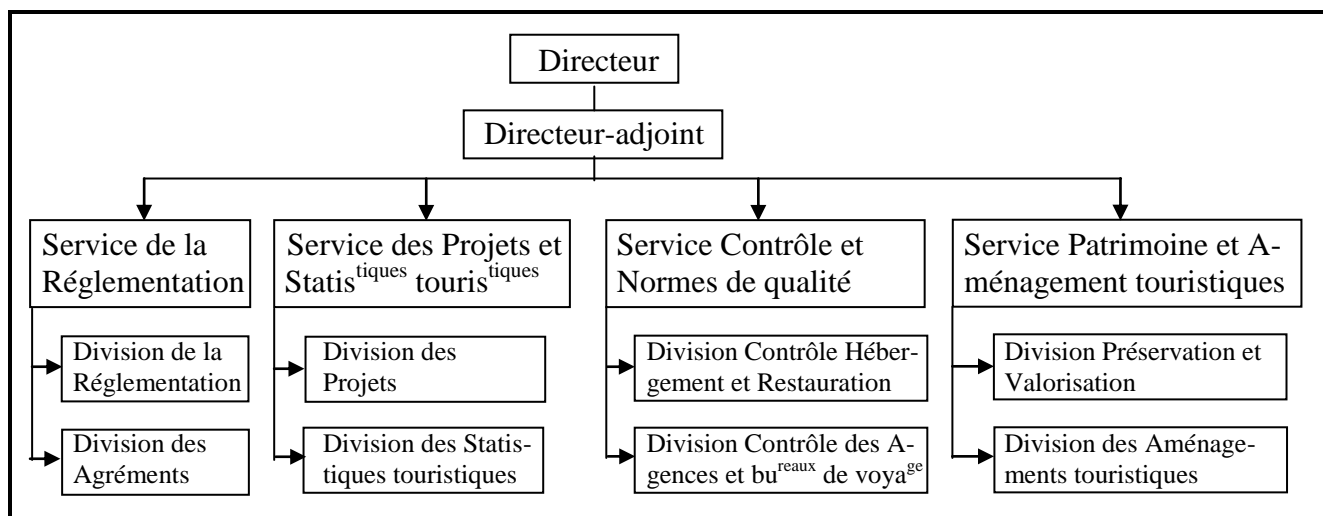 Directeur
Directeur-adjoint
Service de la
Réglementation
Service des Projets et
Statistiques touristiques
Service Contrôle et
Normes de qualité
Service Patrimoine et A-
ménagement touristiques
Division de la
Réglementation
Division des
Projets
Division Contrôle Héber-
gement et Restauration
Division Préservation et
Valorisation
Division des
Agréments
Division des Statis-
tiques touristiques
Division Contrôle des A-
gences et bureaux de voyage
Division des Aménage-
ments touristiques